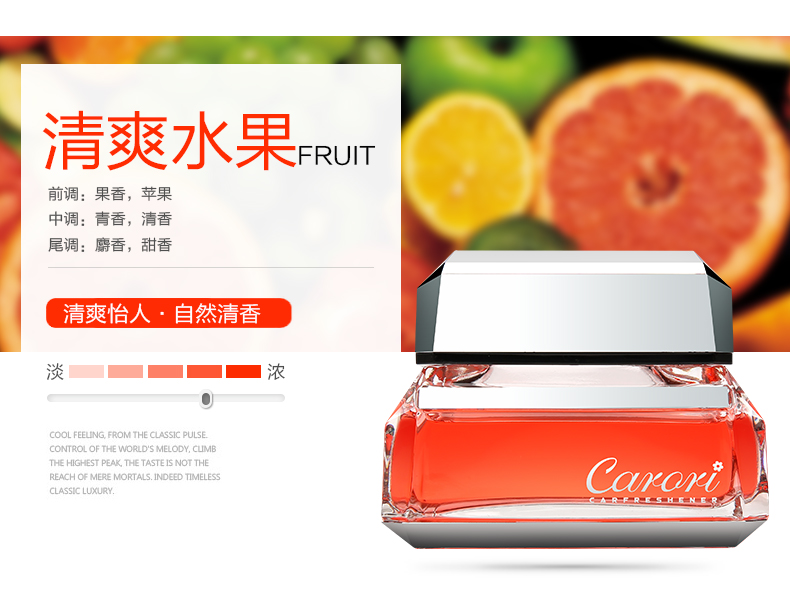 清爽水果FRUIT
前调：果香，苹果
中调：青香，清香
尾调：麝香，甜香
清爽怡人·自然清香
淡 浓
COOL FEELING, FROM THE CLASSIC PULSE.
CONTROL OF THE WORLD'S MELODY, CLIMB
THE HIGHEST PEAK, THE TASTE IS NOT THE
REACH OF MERE MORTALS. INDEED TIMELESS
CLASSIC LUXURY.
Carori
CARFRESHENER